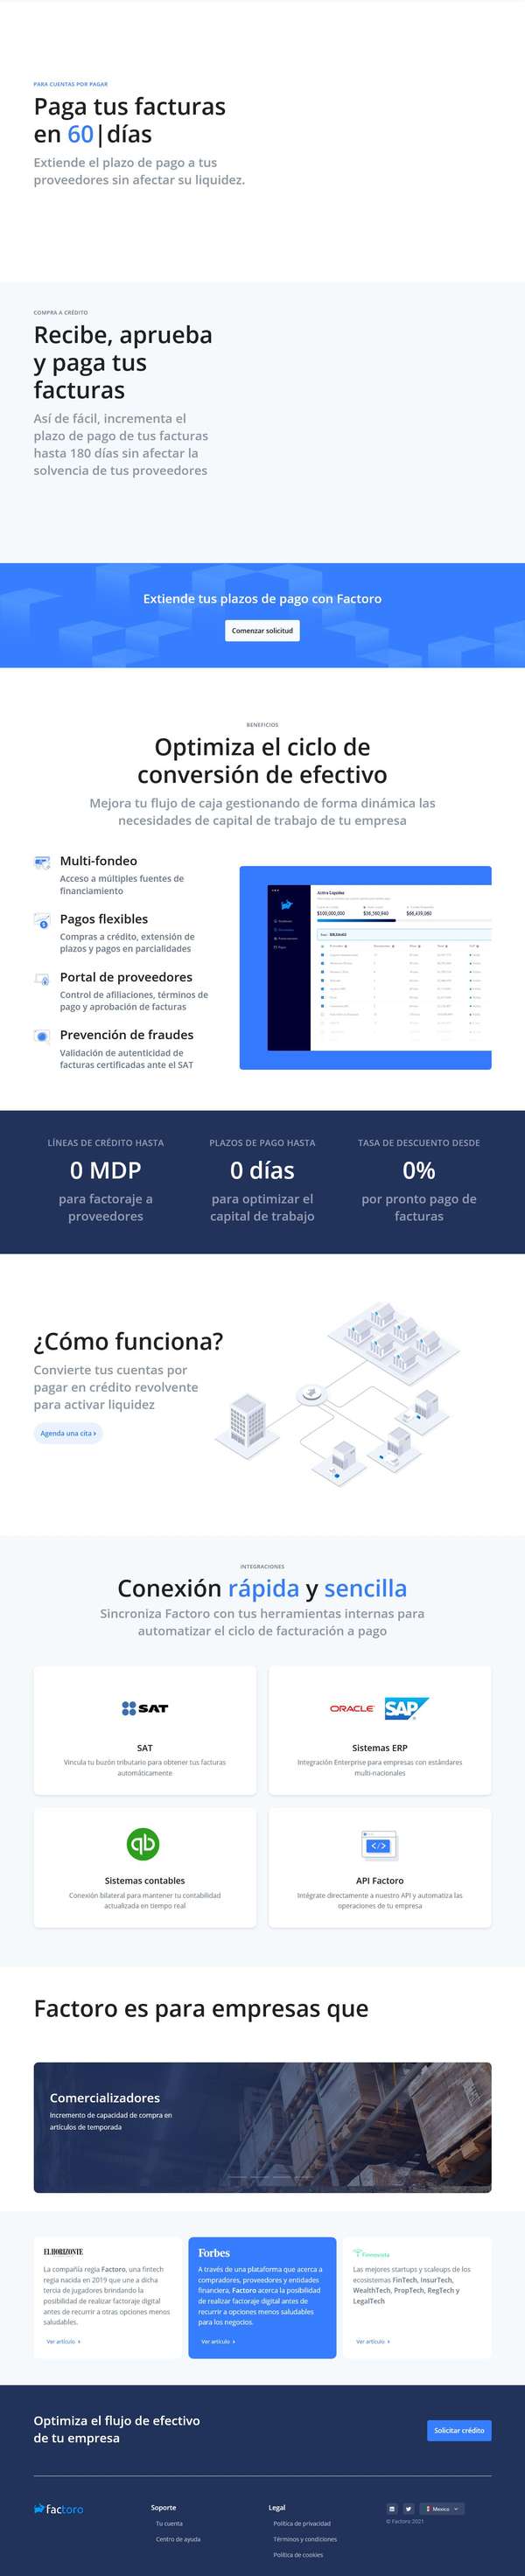 PARA CUENTAS POR PAGAR
Paga tus facturas
en 60|días
Extiende el plazo de pago a tus
proveedores sin afectar su liquidez.
COMPRA A CRÉDITO
Recibe, aprueba
y paga tus
facturas
Así de fácil, incrementa el
plazo de pago de tus facturas
hasta 180 días sin afectar la
solvencia de tus proveedores
Extiende tus plazos de pago con Factoro
Comenzar solicitud
BENEFICIOS
Optimiza el ciclo de
conversión de efectivo
Mejora tu flujo de caja gestionando de forma dinámica las
necesidades de capital de trabajo de tu empresa
Multi-fondeo
Acceso a múltiples fuentes de
financiamiento
Pagos flexibles
Compras a crédito, extensión de
plazos y pagos en parcialidades
Portal de proveedores
Control de afiliaciones, términos de
pago y aprobación de facturas
Prevención de fraudes
Validación de autenticidad de
facturas certificadas ante el SAT
$100,000,000
LÍNEAS DE CRÉDITO HASTA
0 MDP
para factoraje a
proveedores
PLAZOS DE PAGO HASTA
0 días
para optimizar el
capital de trabajo
TASA DE DESCUENTO DESDE
0%
por pronto pago de
facturas
¿Cómo funciona?
Convierte tus cuentas por
pagar en crédito revolvente
para activar liquidez
Agenda una cita ›
INTEGRACIONES
Conexión rápida y sencilla
Sincroniza Factoro con tus herramientas internas para
automatizar el ciclo de facturación a pago
SAT
SAT
Vincula tu buzón tributario para obtener tus facturas
automáticamente
ORACLE SAP
Sistemas ERP
Integración Enterprise para empresas con estándares
multi-nacionales
qb
Sistemas contables
Conexión bilateral para mantener tu contabilidad
actualizada en tiempo real
</>
API Factoro
Intégrate directamente a nuestro API y automatiza las
operaciones de tu empresa
Factoro es para empresas que
Comercializadores
Incremento de capacidad de compra en
artículos de temporada
EL HORIZONTE
La compañía regia Factoro, una fintech
regia nacida en 2019 que une a dicha
tercia de jugadores brindando la
posibilidad de realizar factoraje digital
antes de recurrir a otras opciones menos
saludables.
Ver artículo ›
Forbes
A través de una plataforma que acerca a
compradores, proveedores y entidades
financiera, Factoro acerca la posibilidad
de realizar factoraje digital antes de
recurrir a opciones menos saludables
para los negocios.
Ver artículo ›
Las mejores startups y scaleups de los
ecosistemas FinTech, InsurTech,
WealthTech, PropTech, RegTech y
LegalTech
Ver artículo ›
Optimiza el flujo de efectivo
de tu empresa
Solicitar crédito
factoro
Soporte
Tu cuenta
Centro de ayuda
Legal
Política de privacidad
Términos y condiciones
Política de cookies
Mexico
© Factoro 2021